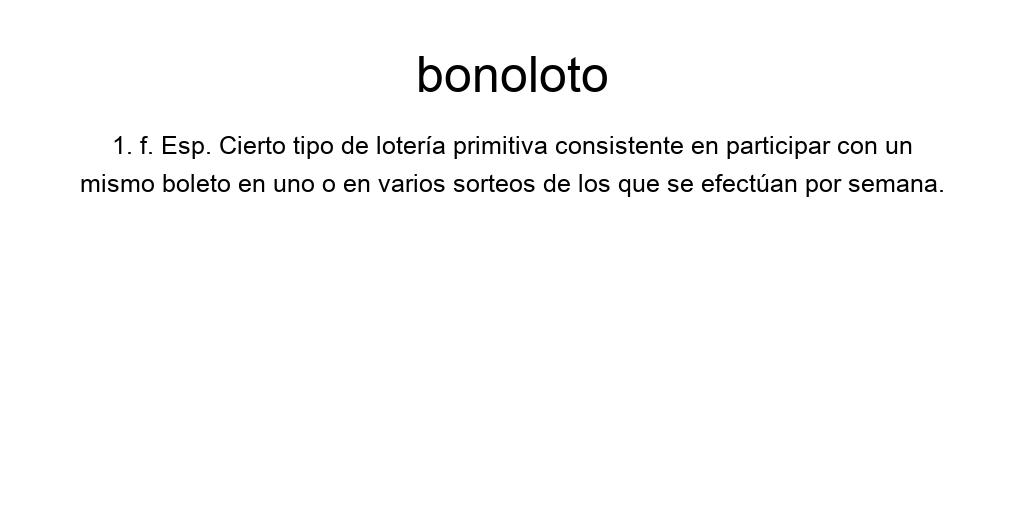 bonoloto
1. f. Esp. Cierto tipo de lotería primitiva consistente en participar con un
mismo boleto en uno o en varios sorteos de los que se efectúan por semana.